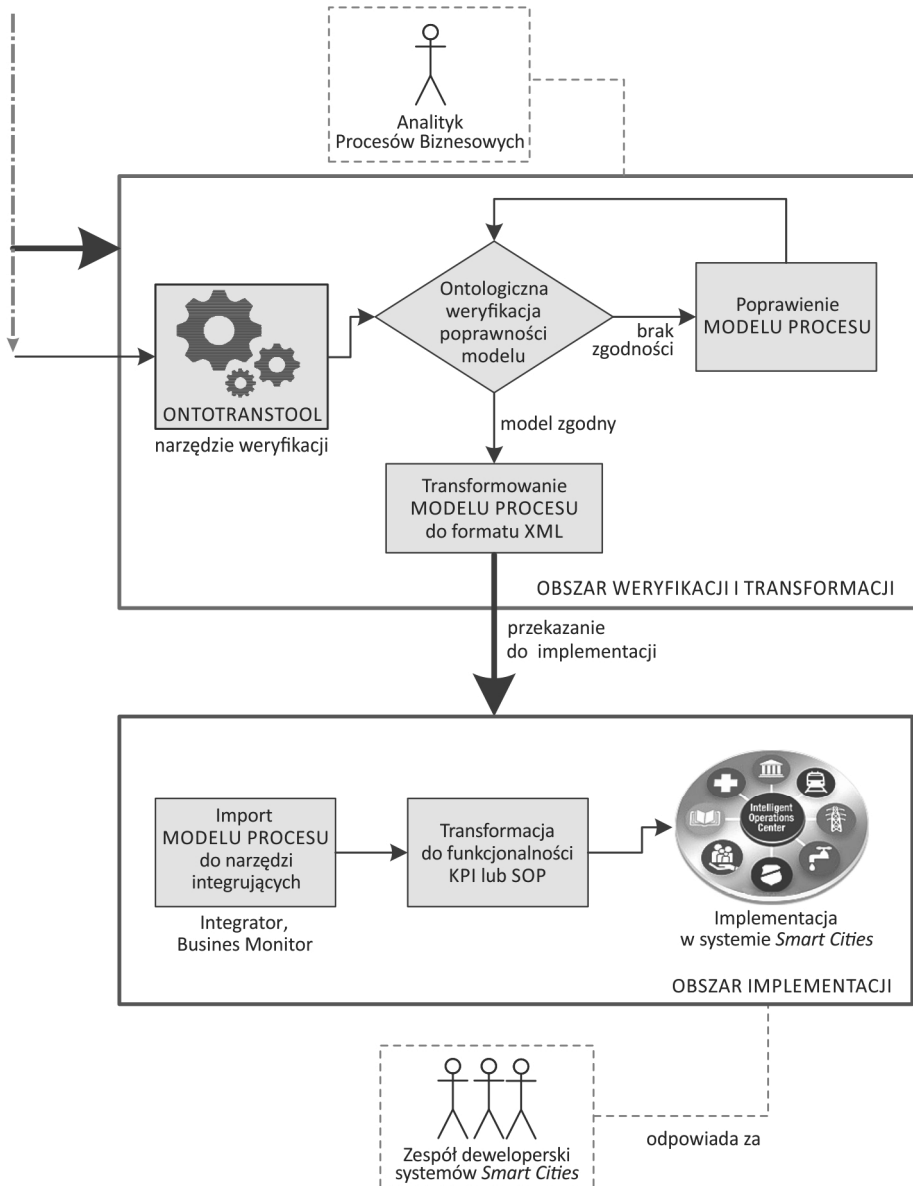 Analityk
Procesów Biznesowych
Ontologiczna
weryfikacja
poprawności
modelu
brak
zgodności
Poprawienie
MODELU PROCESU
ONTOTRANSTOOL
narzędzie weryfikacji
model zgodny
Transformowanie
MODELU PROCESU
do formatu XML
OBSZAR WERYFIKACJI I TRANSFORMACJI
przekazanie
do implementacji
Import
MODELU PROCESU
do narzędzi
integrujących
Integrator,
Busines Monitor
Transformacja
do funkcjonalności
KPI lub SOP
Intelligent
Operations
Center
Implementacja
w systemie Smart Cities
OBSZAR IMPLEMENTACJI
Zespół deweloperski
systemów Smart Cities
odpowiada za